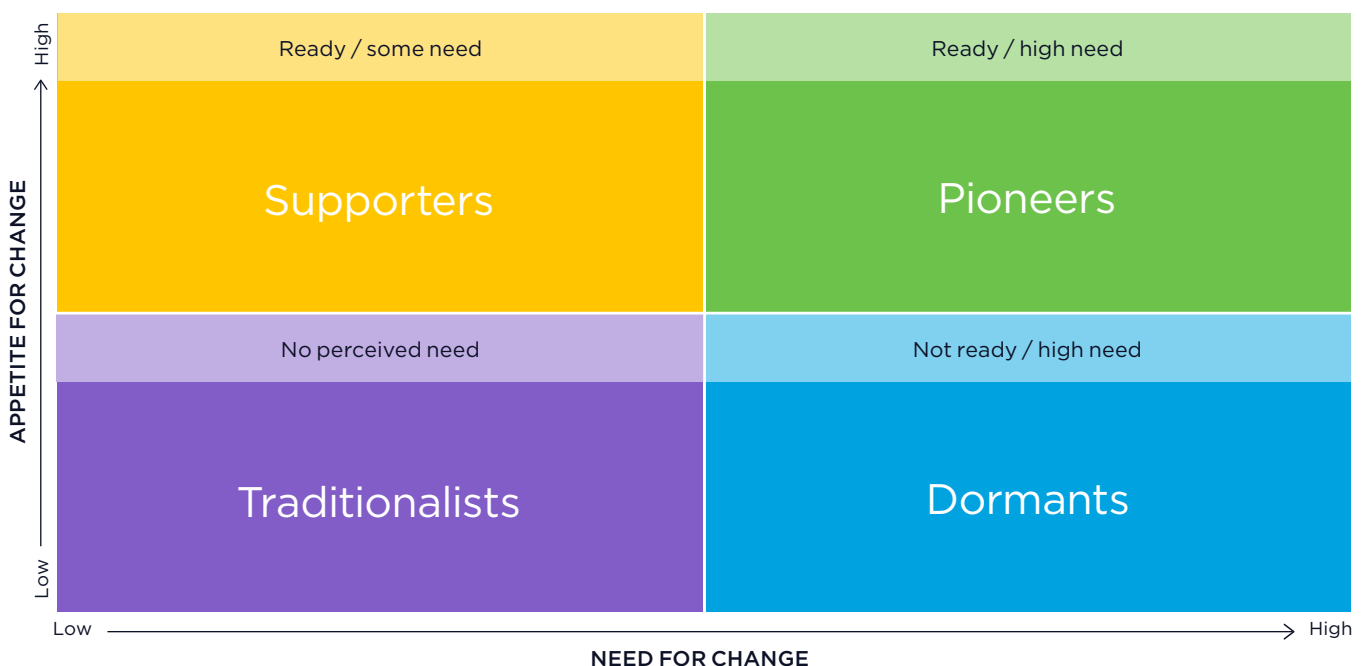 High
Ready / some need
Ready / high need
Supporters
Pioneers
APPETITE FOR CHANGE
No perceived need
Not ready / high need
Traditionalists
Dormants
Low
Low
High
NEED FOR CHANGE